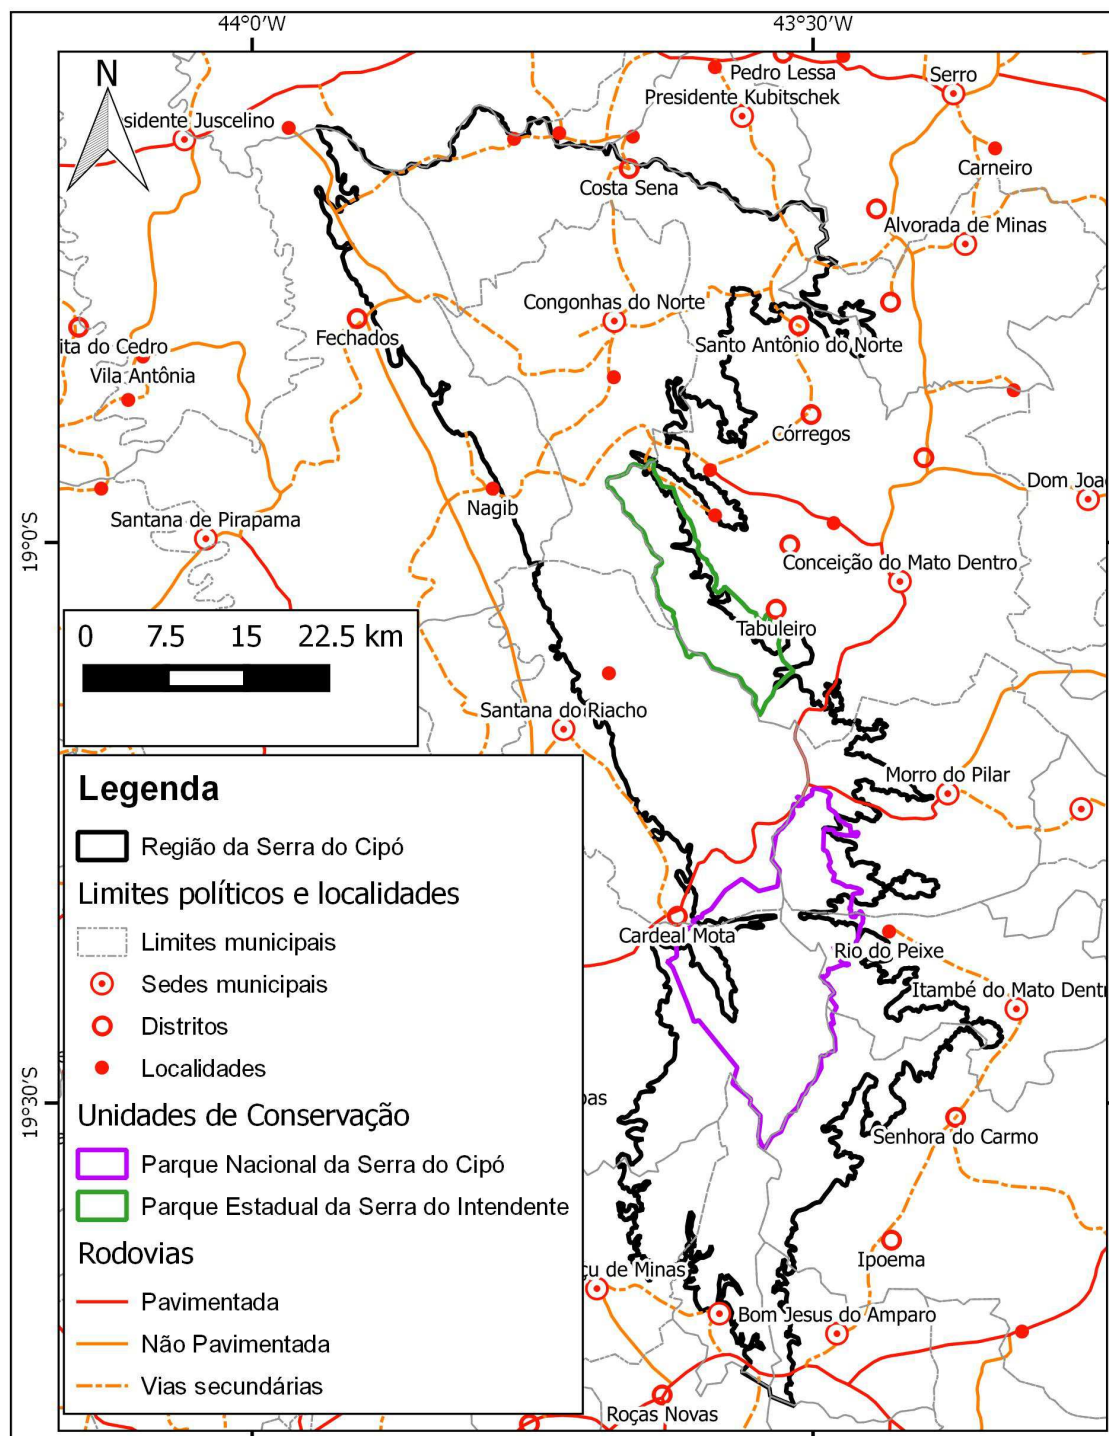 44°0'W
43°30'W
N
Pedro Lessa
Serro
Presidente Kubitschek
sidente Juscelino
Carneiro
Costa Sena
Alvorada de Minas
Congonhas do Norte
Fechados
Santo Antônio do Norte
ita do Cedro
Vila Antônia
Córregos
Dom Joa
Nagib
Santana de Pirapama
19°0'S
Conceição do Mato Dentro
0 7.5 15 22.5 km
Tabuleiro
Santana do Riacho
Morro do Pilar
Legenda
Região da Serra do Cipó
Limites políticos e localidades
Limites municipais
Sedes municipais
Distritos
Localidades
Unidades de Conservação
Parque Nacional da Serra do Cipó
Parque Estadual da Serra do Intendente
Rodovias
Pavimentada
Não Pavimentada
Vias secundárias
Cardeal Mota
Rio do Peixe
Itambé do Mato Dentr
19°30'S
bas
Senhora do Carmo
Ipoema
çu de Minas
Bom Jesus do Amparo
Roças Novas